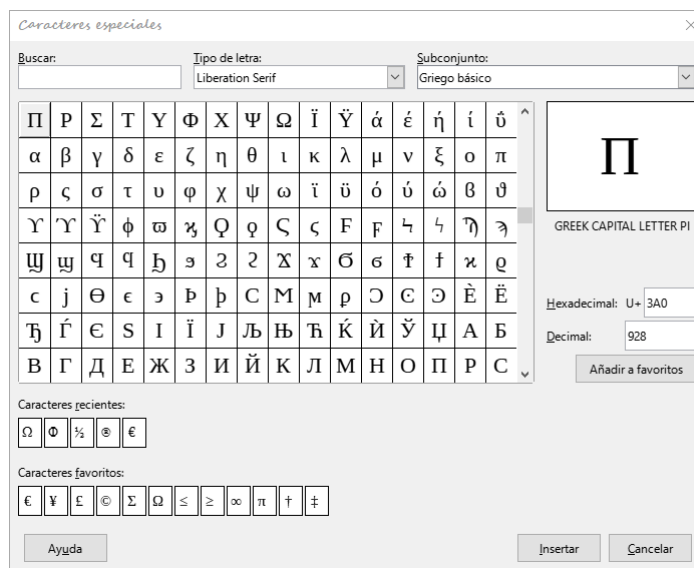 Caracteres especiales
Buscar:
Tipo de letra:
Subconjunto:
Liberation Serif
Griego básico
Π Ρ Σ Τ Υ Φ Χ Ψ Ω Ϊ Ϋ ά έ ή ί ΰ
α β γ δ ε ζ η θ ι κ λ μ ν ξ ο π
ρ ς σ τ υ φ χ ψ ω ϊ ϋ ό ύ ώ ϐ ϑ
ϒ ϓ ϔ ϕ ϖ ϗ Ϙ ϙ Ϛ ϛ Ϝ ϝ Ϟ ϟ Ϡ ϡ
Ϣ ϣ Ϥ ϥ Ϧ ϧ Ϩ ϩ Ϫ ϫ Ϭ ϭ Ϯ ϯ ϰ ϱ
ϲ ϳ ϴ ϵ ϶ Ϸ ϸ Ϲ Ϻ ϻ ϼ Ͻ Ͼ Ͽ Ѐ Ё
Ђ Ѓ Є Ѕ І Ї Ј Љ Њ Ћ Ќ Ѝ Ў Џ А Б
В Г Д Е Ж З И Й К Л М Н О П Р С
Π
GREEK CAPITAL LETTER PI
Hexadecimal: U+ 3A0
Decimal: 928
Añadir a favoritos
Caracteres recientes:
Ω Φ ½ ® €
Caracteres favoritos:
€ ¥ £ © Σ Ω ≤ ≥ ∞ π † ‡
Ayuda
Insertar
Cancelar